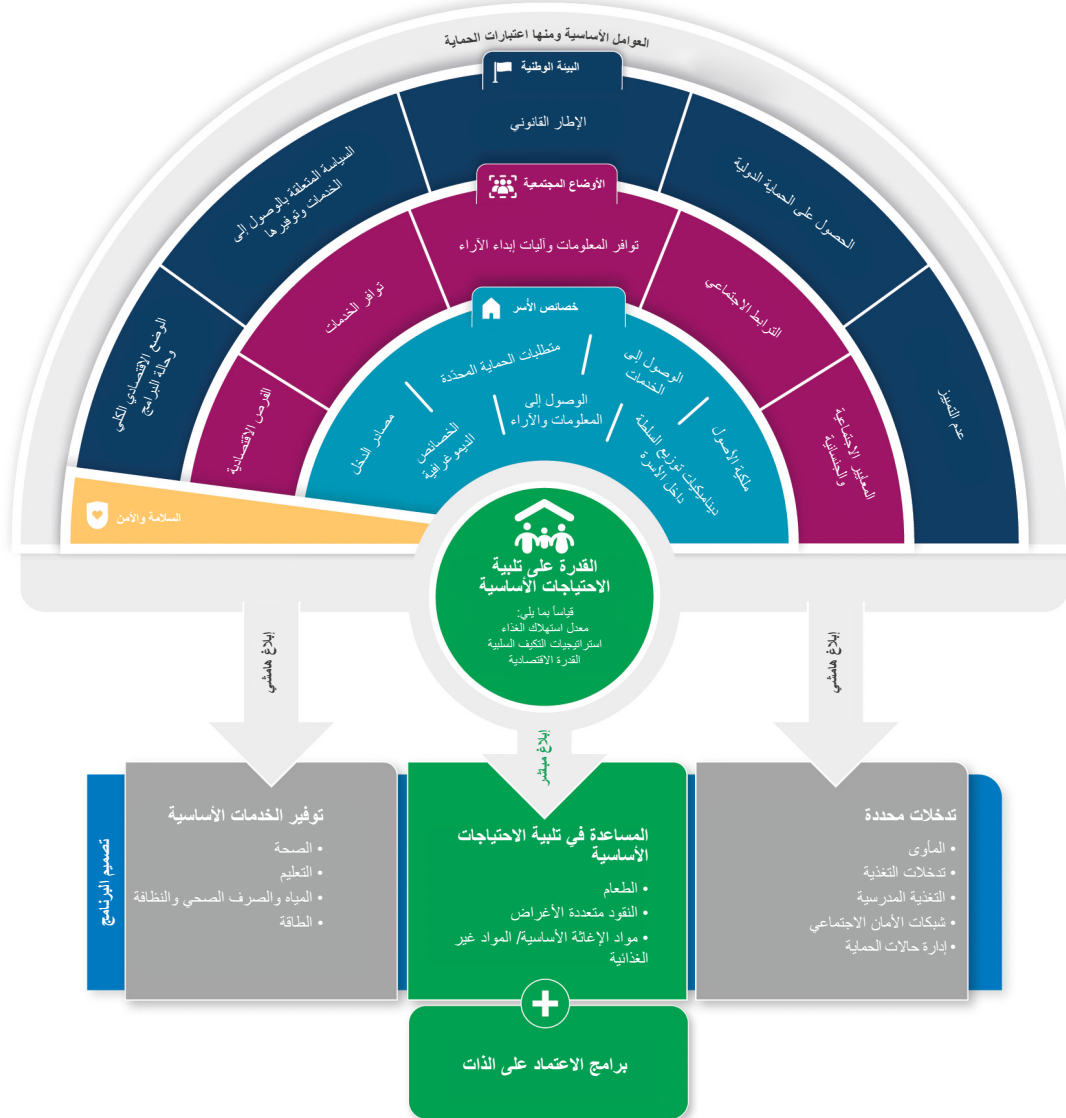 العوامل الأساسية ومنها اعتبارات الحماية
البيئة الوطنية
الحصول على الحماية الدولية
الإطار القانوني
السياسة المتعلقة بالوصول إلى
الخدمات وتوفيرها
عدم التمييز
الوضع الاقتصادي الكلي
وحالة البرامج
الأوضاع المجتمعية
الترابط الاجتماعي
توافر المعلومات وآليات إبداء الآراء
توافر الخدمات
المعايير الاجتماعية
والجنسانية
الفرص الاقتصادية
خصائص الأسر
الوصول إلى
الخدمات
متطلبات الحماية المحدّدة
ملكية الأصول
ديناميكيات توزيع السلطة
داخل الأسرة
الوصول إلى
المعلومات والآراء
الخصائص
الديموغرافية
مصادر الدخل
السلامة والأمن
القدرة على تلبية
الاحتياجات الأساسية
قياساً بما يلي:
معدل استهلاك الغذاء
استراتيجيات التكيف السلبية
القدرة الاقتصادية
إبلاغ هامشي
إبلاغ مباشر
إبلاغ هامشي
تدخلات محددة
• المأوى
• تدخلات التغذية
• التغذية المدرسية
• شبكات الأمان الاجتماعي
• إدارة حالات الحماية
المساعدة في تلبية الاحتياجات
الأساسية
• الطعام
• النقود متعددة الأغراض
• مواد الإغاثة الأساسية/ المواد غير
الغذائية
توفير الخدمات الأساسية
• الصحة
• التعليم
• المياه والصرف الصحي والنظافة
• الطاقة
تصميم البرنامج
+
برامج الاعتماد على الذات